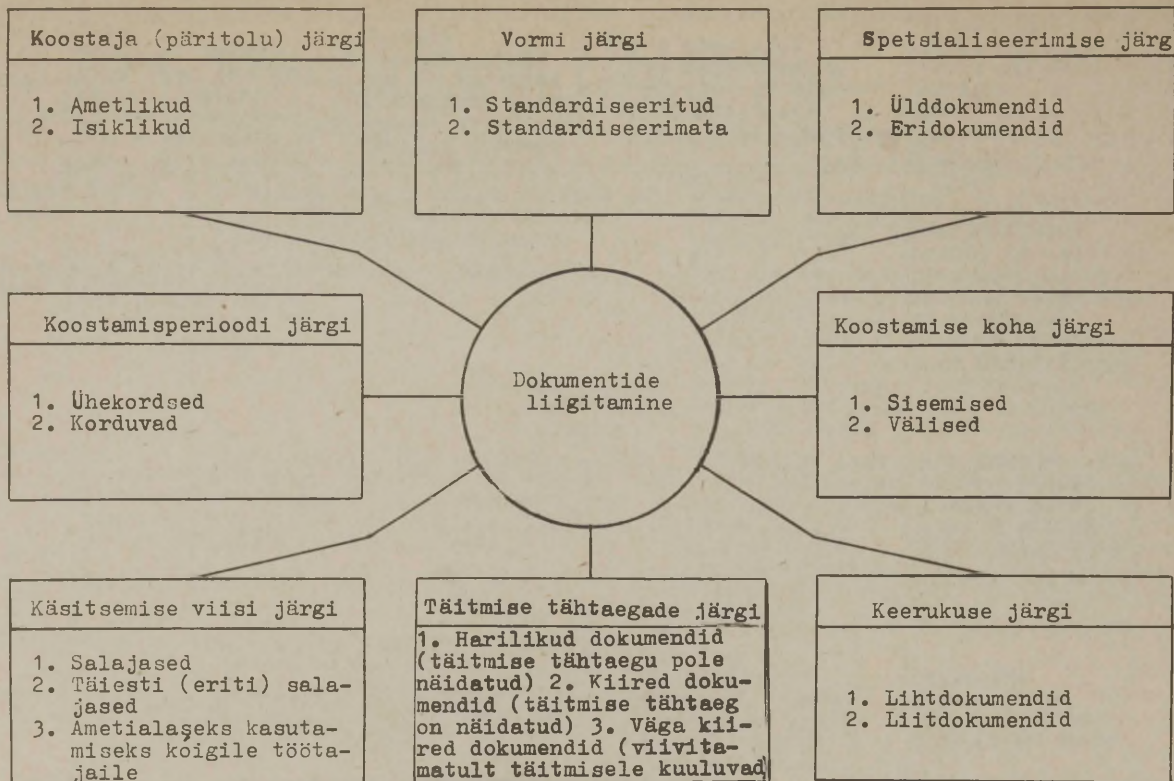 Koostaja (päritolu) järgi
1. Ametlikud
2. Isiklikud
Vormi järgi
1. Standardiseeritud
2. Standardiseerimata
Spetsialiseerimise järg
1. Ülddokumendid
2. Eridokumendid
Koostamisperioodi järgi
1. Ühekordsed
2. Korduvad
Dokumentide
liigitamine
Koostamise koha järgi
1. Sisemised
2. Välised
Käsitsemise viisi järgi
1. Salajased
2. Täiesti (eriti) sala-
jased
3. Ametialaseks kasuta-
miseks kõigile tööta-
jaile
Täitmise tähtaegade järgi
1. Harilikud dokumendid
(täitmise tähtaegu pole
näidatud) 2. Kiired doku-
mendid (täitmise tähtaeg
on näidatud) 3. Väga kii-
red dokumendid (viivita-
matult täitmisele kuuluvad
Keerukuse järgi
1. Lihtdokumendid
2. Liitdokumendid